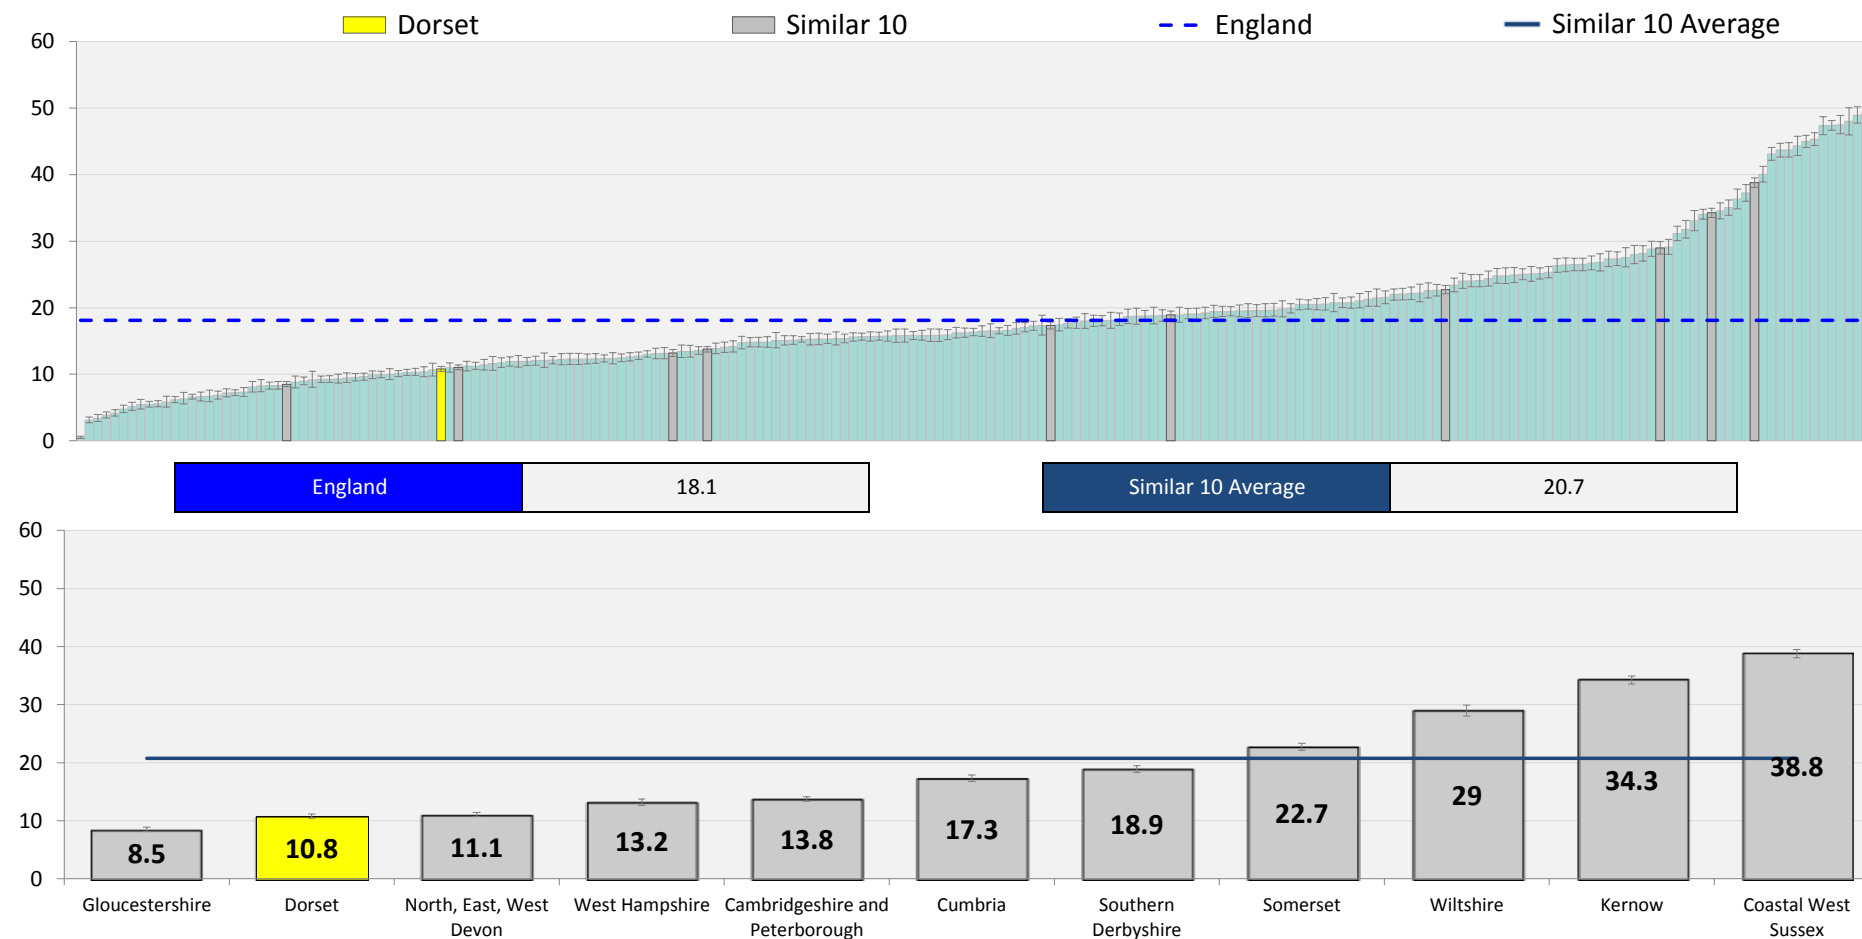 Dorset Similar 10 England Similar 10 Average
60
50
40
30
20
10
0
England 18.1 Similar 10 Average 20.7
60
50
40
30
20
10
0
8.5 10.8 11.1 13.2 13.8 17.3 18.9 22.7 29 34.3 38.8
Gloucestershire Dorset North, East, West West Hampshire Cambridgeshire and Cumbria Southern Somerset Wiltshire Kernow Coastal West
Devon Peterborough Derbyshire Sussex